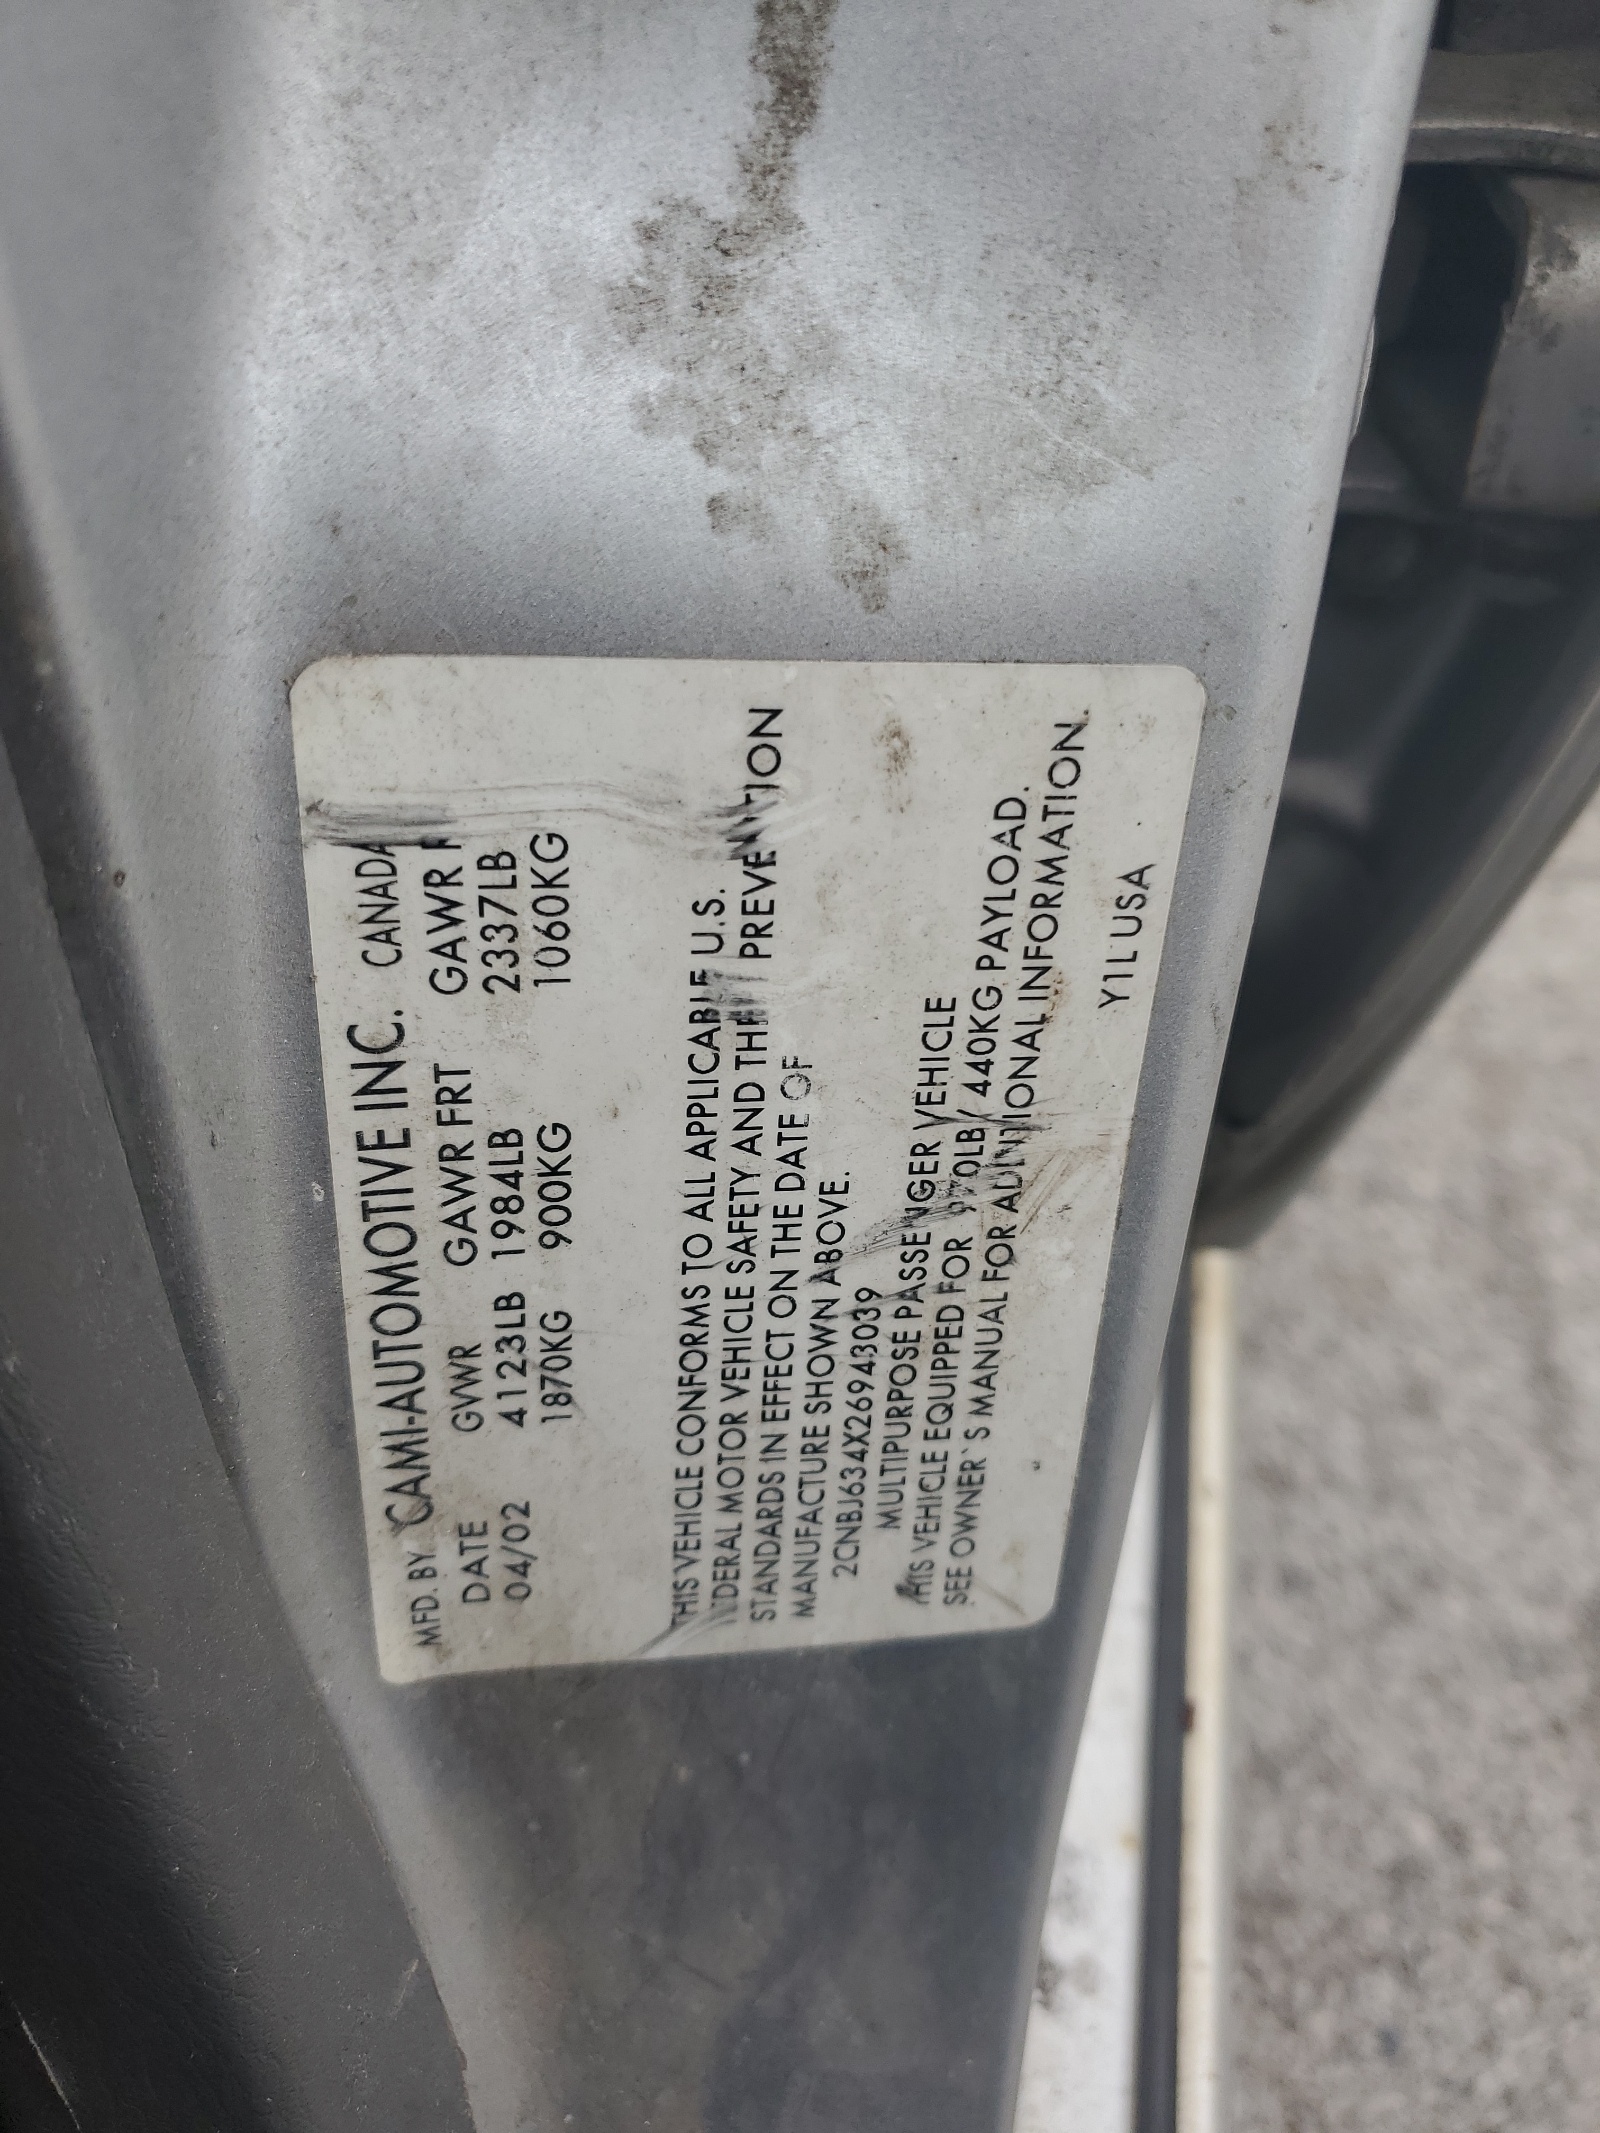 MFD. BY CAMI-AUTOMOTIVE INC. CANADA
DATE GVWR GAWR FRT GAWR
04/02 4123LB 1984LB 2337LB
1870KG 900KG 1060KG
THIS VEHICLE CONFORMS TO ALL APPLICABLE U.S.
FEDERAL MOTOR VEHICLE SAFETY AND THEFT PREVENTION
STANDARDS IN EFFECT ON THE DATE OF
MANUFACTURE SHOWN ABOVE.
2CNBJ634X26943039
MULTIPURPOSE PASSENGER VEHICLE
THIS VEHICLE EQUIPPED FOR 440KG PAYLOAD.
SEE OWNER`S MANUAL FOR ADDITIONAL INFORMATION.
Y1L USA